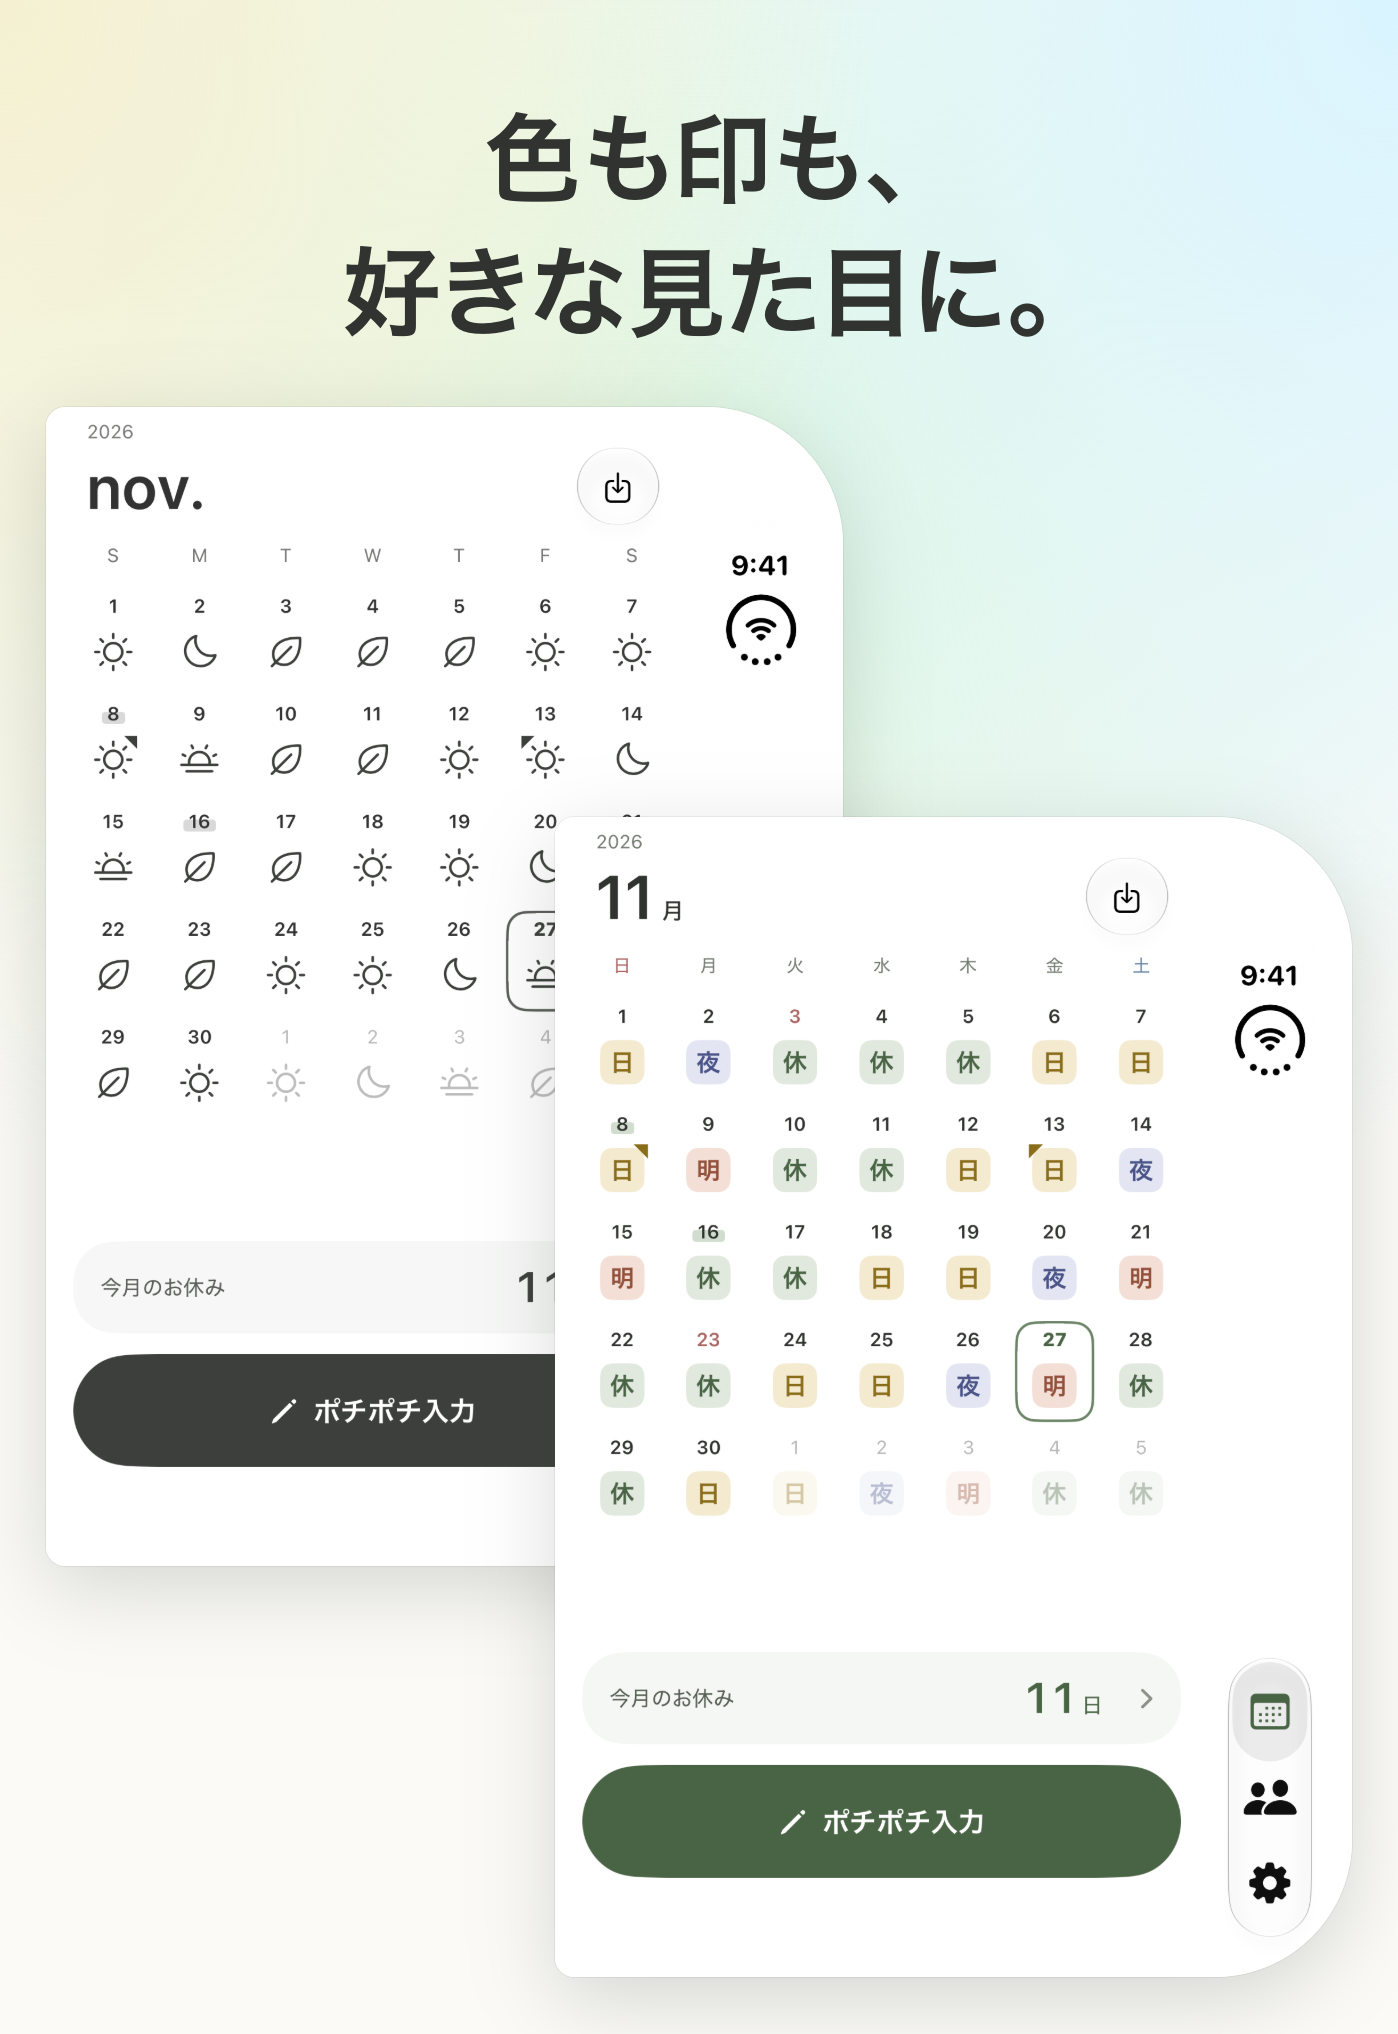 色も印も、
好きな見た目に。
2026
nov.
S M T W T F S
1 2 3 4 5 6 7
8 9 10 11 12 13 14
15 16 17 18 19 20
22 23 24 25 26 27
29 30 1 2 3 4
9:41
今月のお休み 11
ポチポチ入力
2026
11月
日 月 火 水 木 金 土
1 2 3 4 5 6 7
日 夜 休 休 休 日 日
8 9 10 11 12 13 14
日 明 休 休 日 日 夜
15 16 17 18 19 20 21
明 休 休 日 日 夜 明
22 23 24 25 26 27 28
休 休 日 日 夜 明 休
29 30 1 2 3 4 5
休 日 日 夜 明 休 休
9:41
今月のお休み 11日
ポチポチ入力